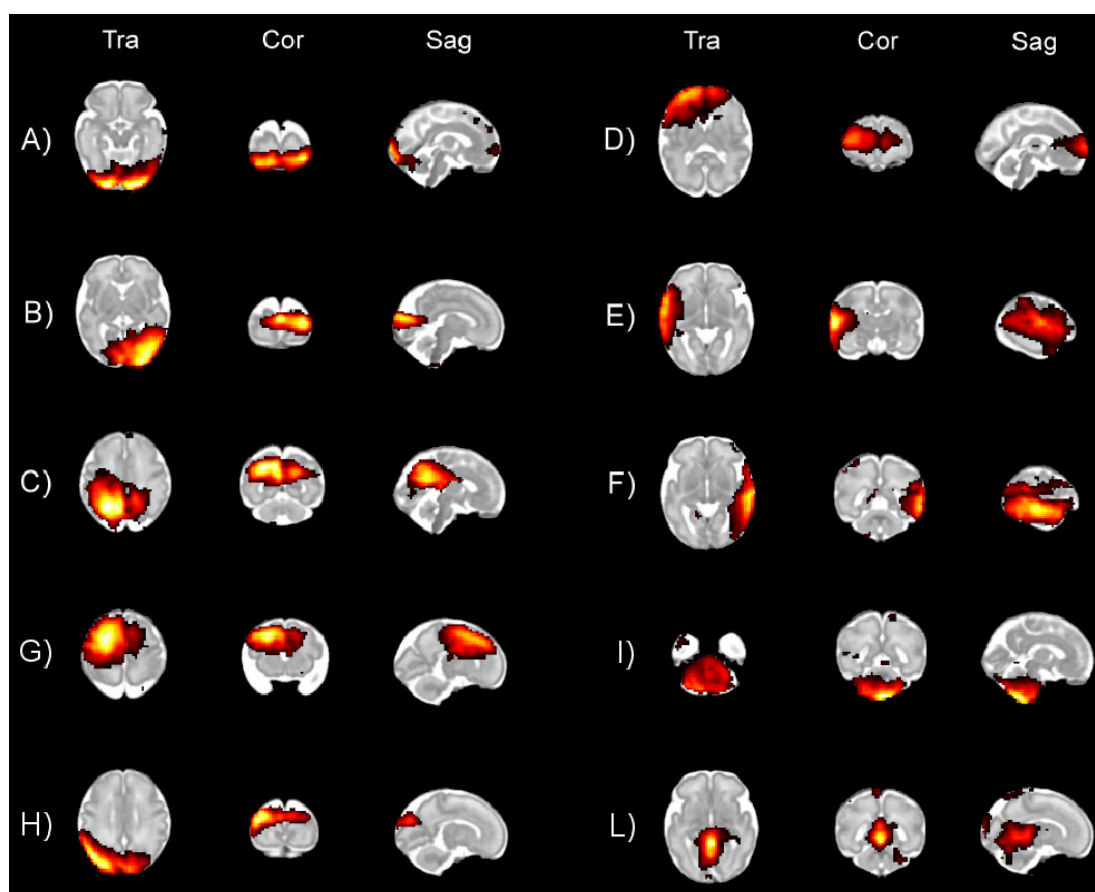 Tra Cor Sag Tra Cor Sag
A) D)
B) E)
C) F)
G) I)
H) L)